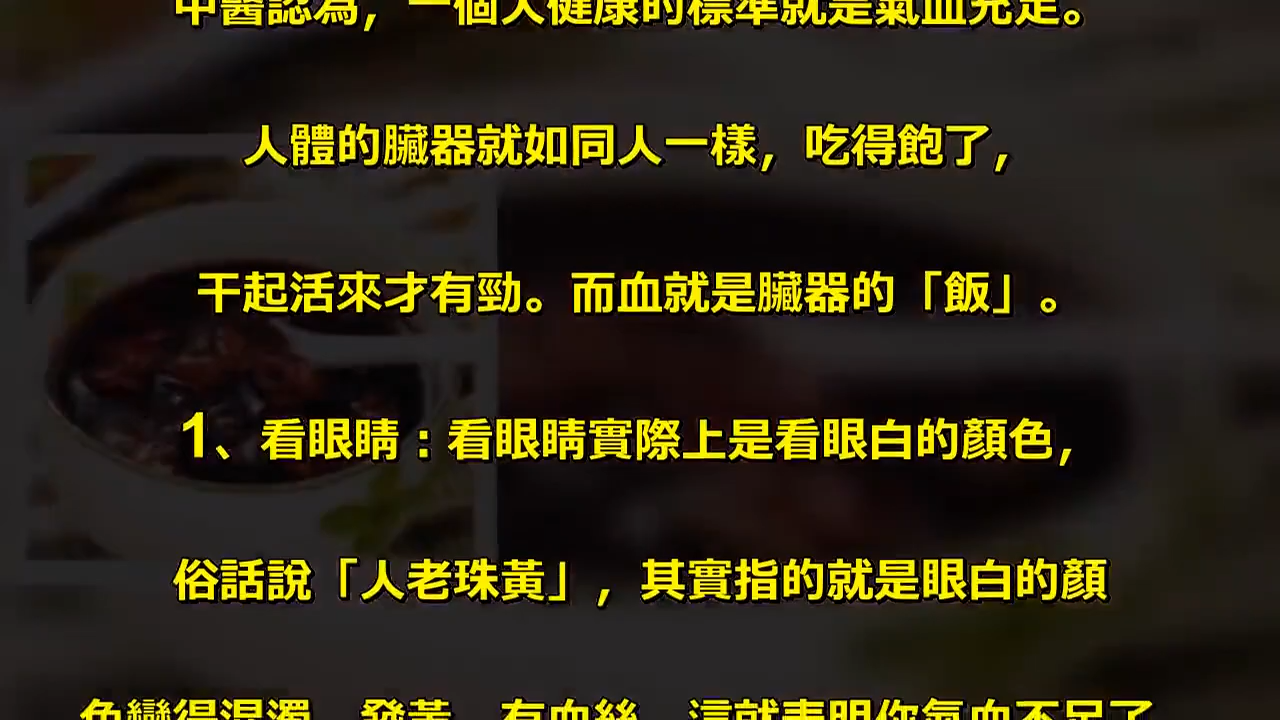 中醫認為，一個人健康的標準就是氣血充足。
人體的臟器就如同人一樣，吃得飽了，
干起活來才有勁。而血就是臟器的「飯」。
1、看眼睛：看眼睛實際上是看眼白的顏色，
俗話說「人老珠黃」，其實指的就是眼白的顏
色變得混濁、發黃、有血絲，這就表明你氣血不足了